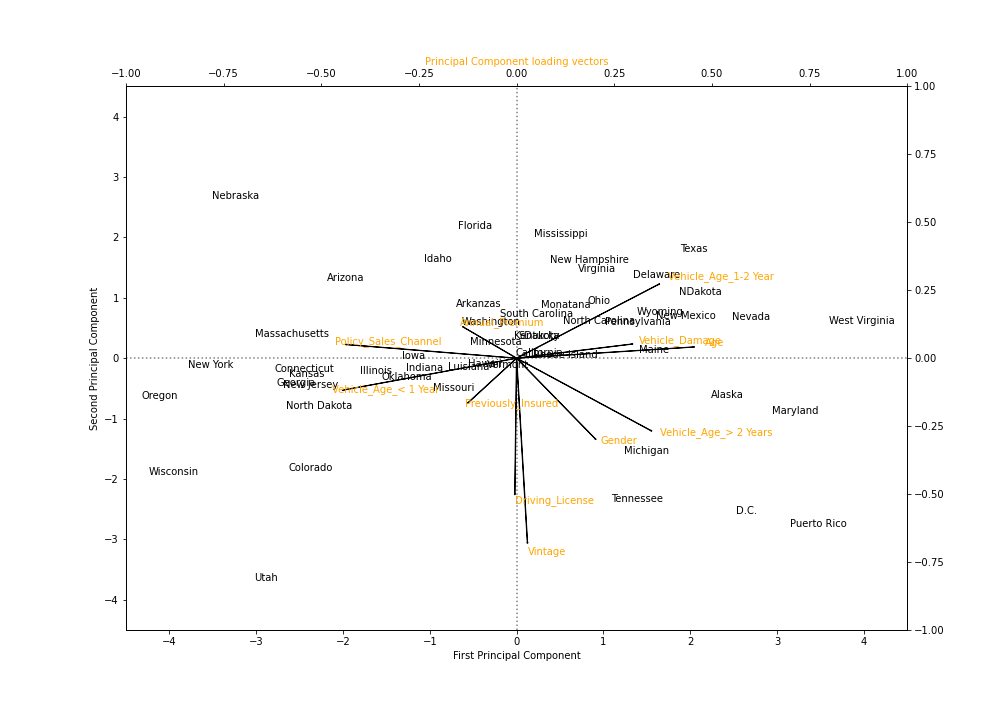 Principal Component loading vectors
−1.00 −0.75 −0.50 −0.25 0.00 0.25 0.50 0.75 1.00
1.00
4
0.75
3
Nebraska
Florida
0.50
Mississippi
2
Texas
Idaho
New Hampshire
Virginia
Arizona
Delaware
Vehicle_Age_1-2 Year
0.25
NDakota
1
Arkanzas
Monatana
Ohio
South Carolina
Wyoming
New Mexico
Nevada
Washington
North Carolina
Pennsylvania
West Virginia
Massachusetts
Policy_Sales_Channel
Minnesota
Vehicle_Damage
Age
California
Maine
Iowa
0
0.00
New York
Connecticut
Kansas
Illinois
Indiana
Luisiana
Oklahoma
Georgia
New Jersey
Vehicle_Age_< 1 Year
Missouri
Oregon
Alaska
North Dakota
Previously_Insured
Maryland
−1
−0.25
Vehicle_Age_> 2 Years
Gender
Michigan
Wisconsin
Colorado
−2
Tennessee
Driving_License
−0.50
D.C.
Puerto Rico
−3
Vintage
Utah
−0.75
−4
−1.00
−4 −3 −2 −1 0 1 2 3 4
First Principal Component
Second Principal Component